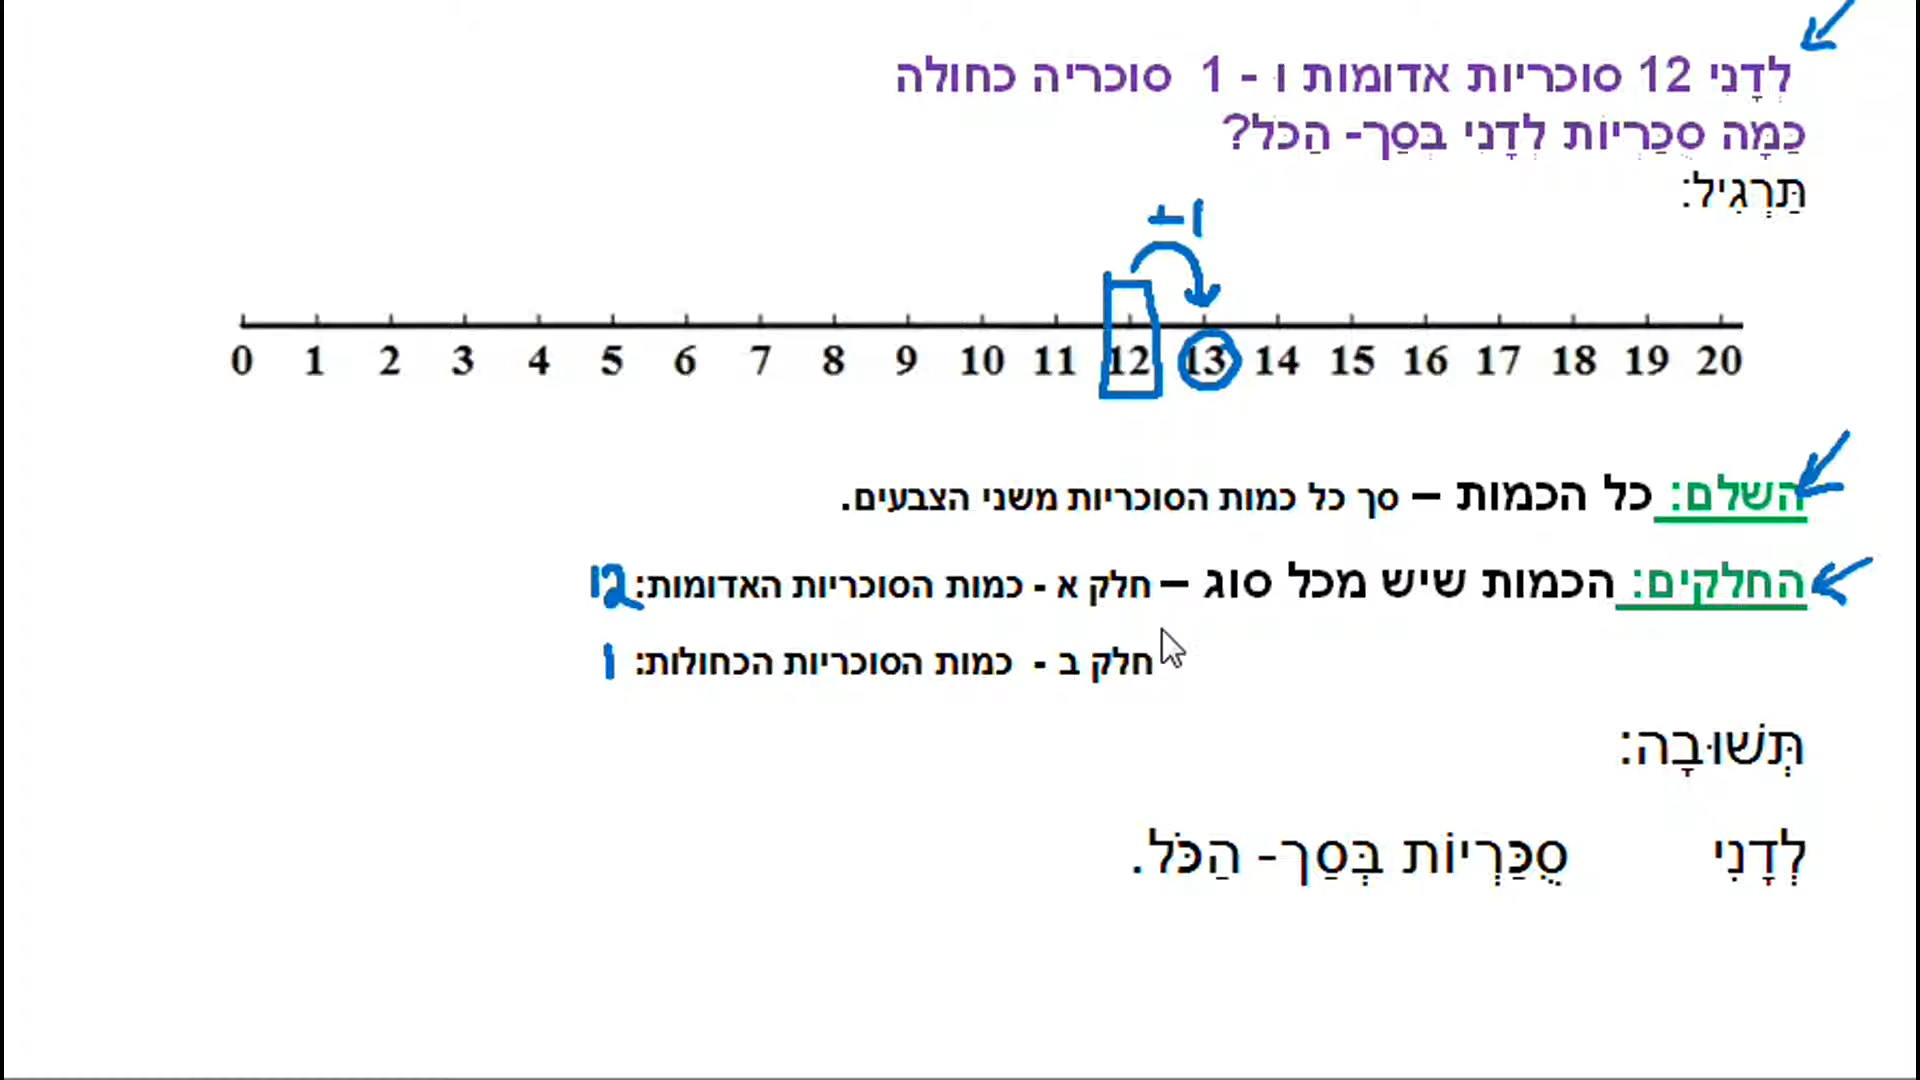 לְדָנִי 12 סוכריות אדומות ו - 1 סוכריה כחולה
כַּמָּה סֻכַּרְיּוֹת לְדָנִי בְּסַך- הַכֹּל?
תַּרְגִּיל:
+1
0 1 2 3 4 5 6 7 8 9 10 11 12 13 14 15 16 17 18 19 20
השלם: כל הכמות – סך כל כמות הסוכריות משני הצבעים.
החלקים: הכמות שיש מכל סוג – חלק א - כמות הסוכריות האדומות: 12
חלק ב - כמות הסוכריות הכחולות: 1
תְּשׁוּבָה:
לְדָנִי סֻכַּרְיּוֹת בְּסַך- הַכֹּל.